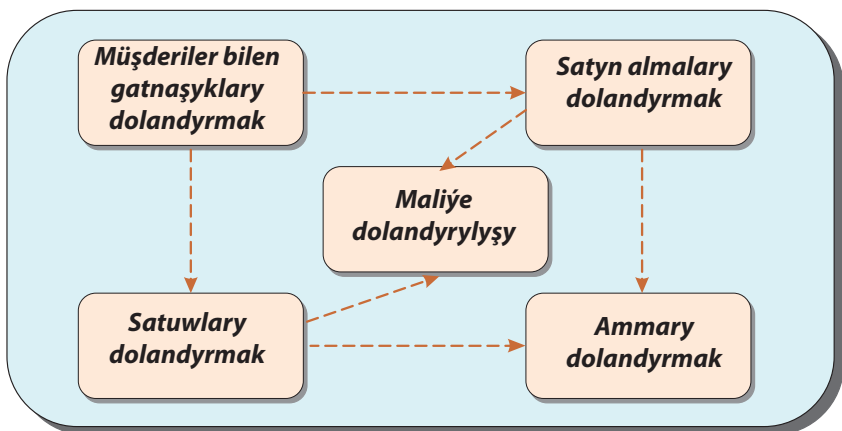 Müşderiler bilen
gatnaşyklary
dolandyrmak
Satyn almalary
dolandyrmak
Maliýe
dolandyrylyşy
Satuwlary
dolandyrmak
Ammary
dolandyrmak